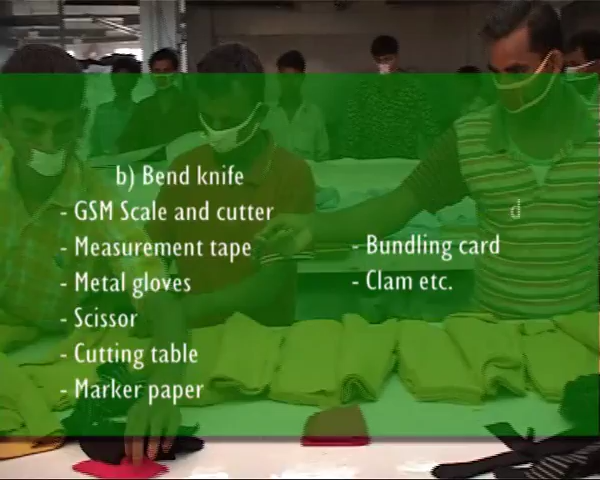 b) Bend knife
- GSM Scale and cutter
- Measurement tape
- Metal gloves
- Scissor
- Cutting table
- Marker paper
d
- Bundling card
- Clam etc.